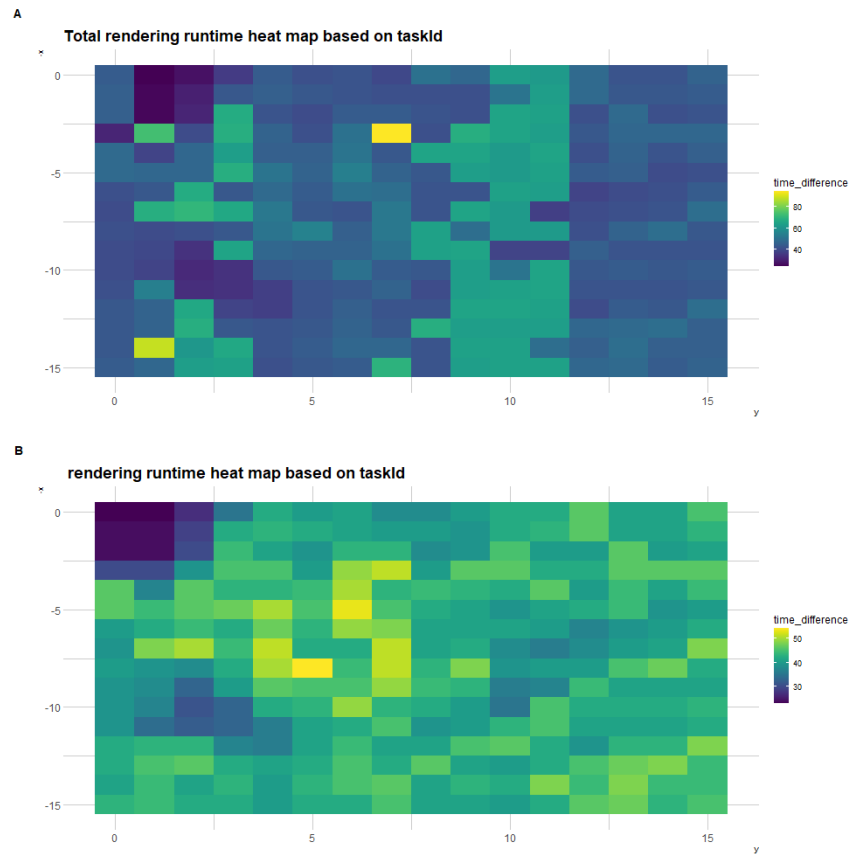 A
Total rendering runtime heat map based on taskId
x
0
-5
-10
-15
0 5 10 15
y
time_difference
80
60
40
B
rendering runtime heat map based on taskId
x
0
-5
-10
-15
0 5 10 15
y
time_difference
50
40
30